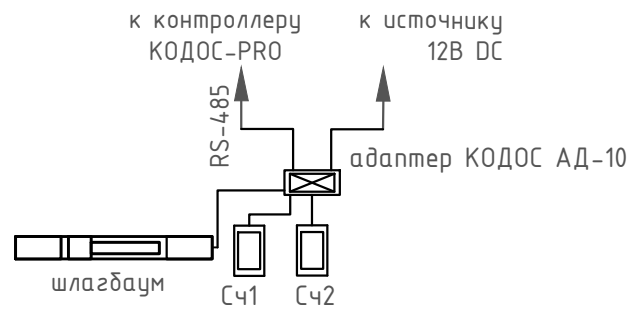 к контроллеру
КОДОС-PRO
к источнику
12В DC
RS-485
адаптер КОДОС АД-10
шлагбаум
Сч1
Сч2